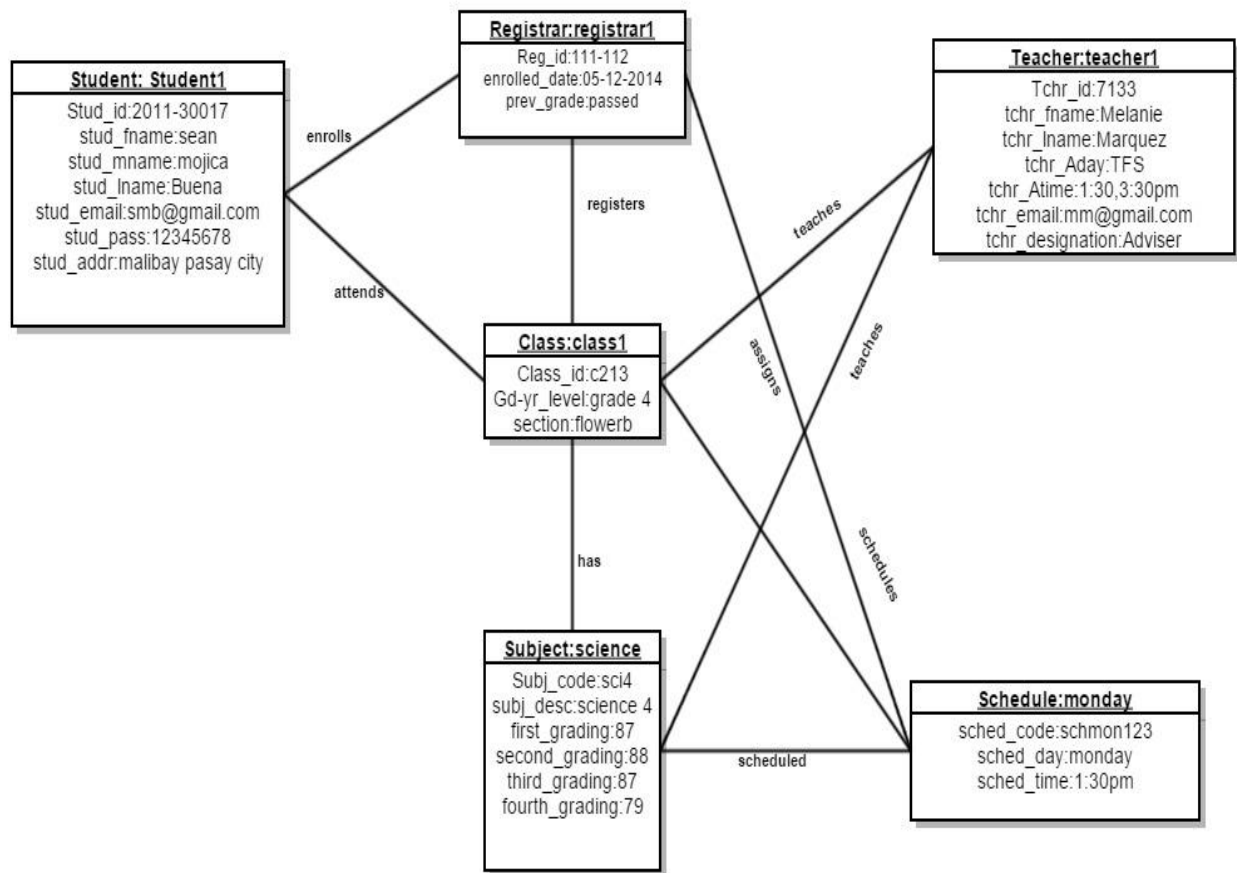 Registrar:registrar1
Reg_id:111-112
enrolled_date:05-12-2014
prev_grade:passed
Student: Student1
Stud_id:2011-30017
stud_fname:sean
stud_mname:mojica
stud_lname:Buena
stud_email:smb@gmail.com
stud_pass:12345678
stud_addr:malibay pasay city
Teacher:teacher1
Tchr_id:7133
tchr_fname:Melanie
tchr_lname:Marquez
tchr_Aday:TFS
tchr_Atime:1:30,3:30pm
tchr_email:mm@gmail.com
tchr_designation:Adviser
enrolls
registers
teaches
attends
assigns
teaches
Class:class1
Class_id:c213
Gd-yr_level:grade 4
section:flowerb
has
schedules
Subject:science
Subj_code:sci4
subj_desc:science 4
first_grading:87
second_grading:88
third_grading:87
fourth_grading:79
scheduled
Schedule:monday
sched_code:schmon123
sched_day:monday
sched_time:1:30pm